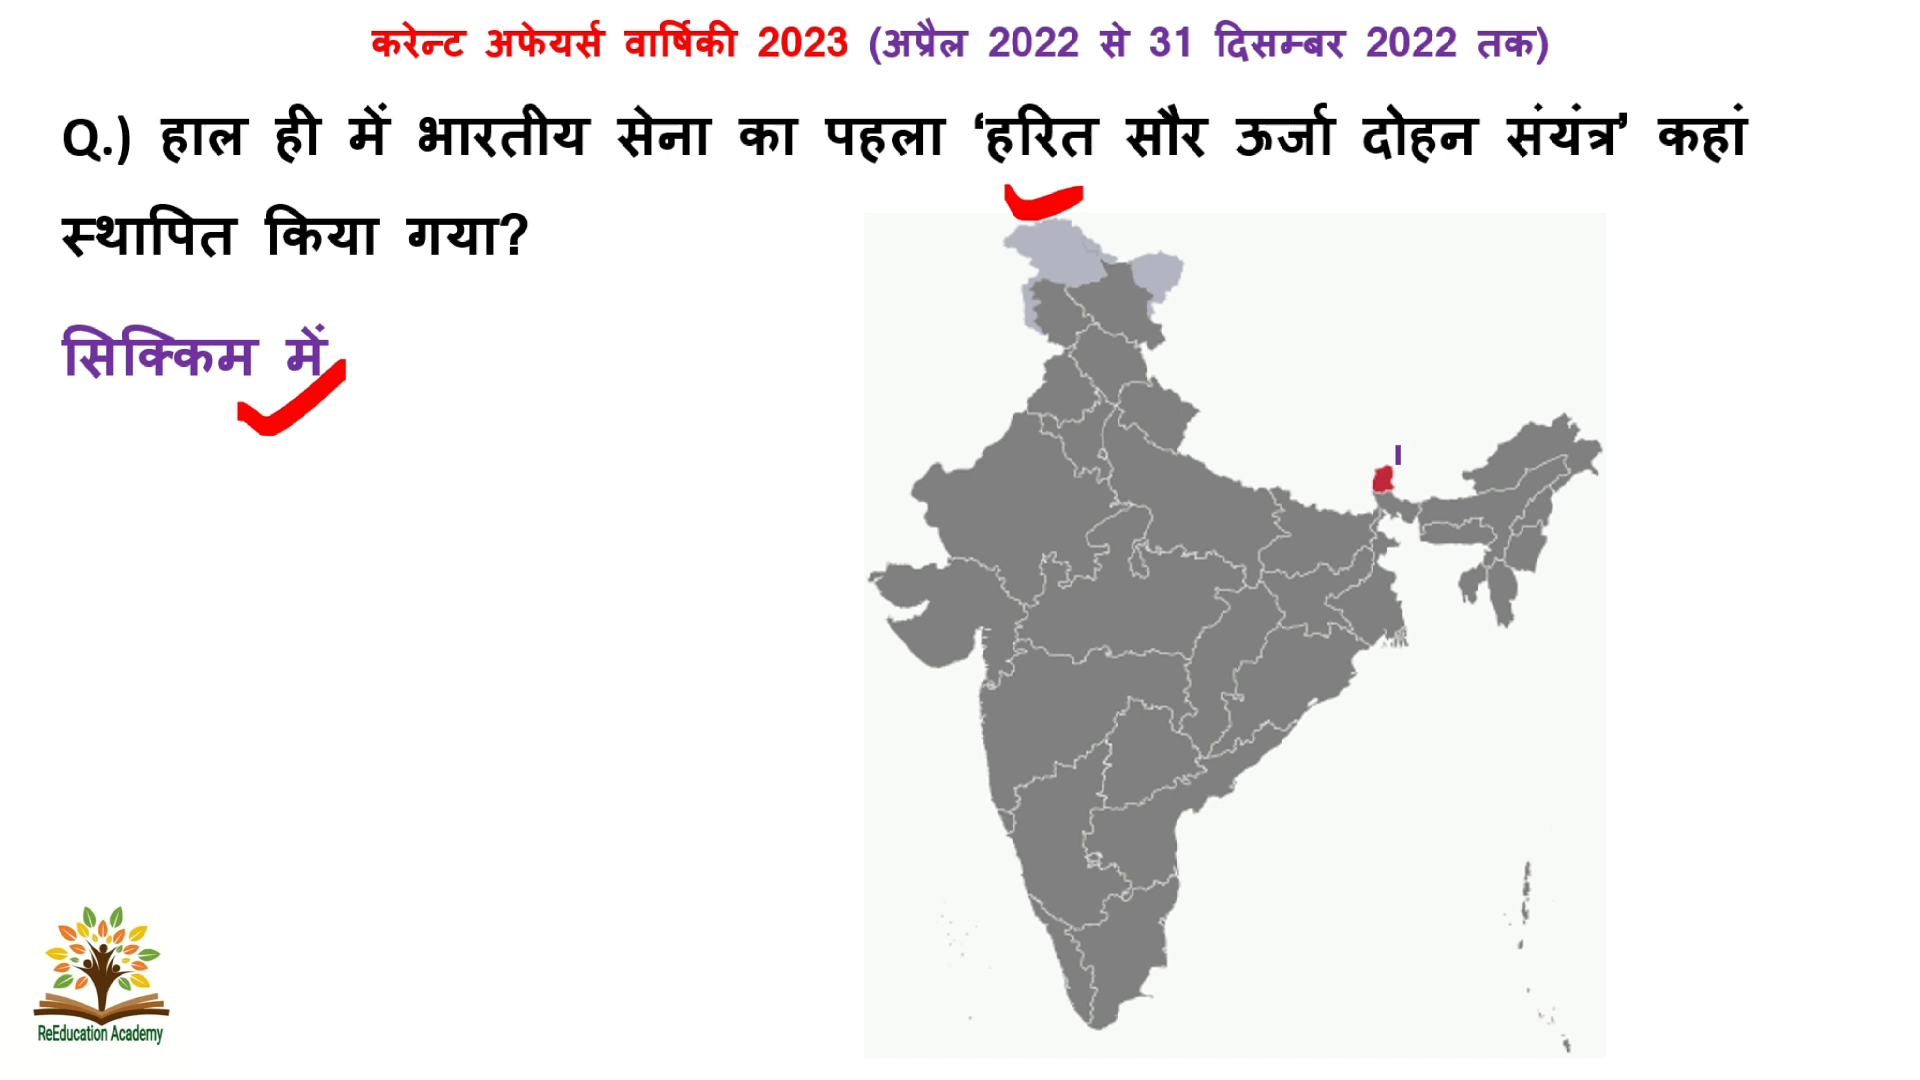 करेन्ट अफेयर्स वार्षिकी 2023 (अप्रैल 2022 से 31 दिसम्बर 2022 तक)
Q.) हाल ही में भारतीय सेना का पहला ‘हरित सौर ऊर्जा दोहन संयंत्र’ कहां
स्थापित किया गया?
सिक्किम में
ReEducation Academy